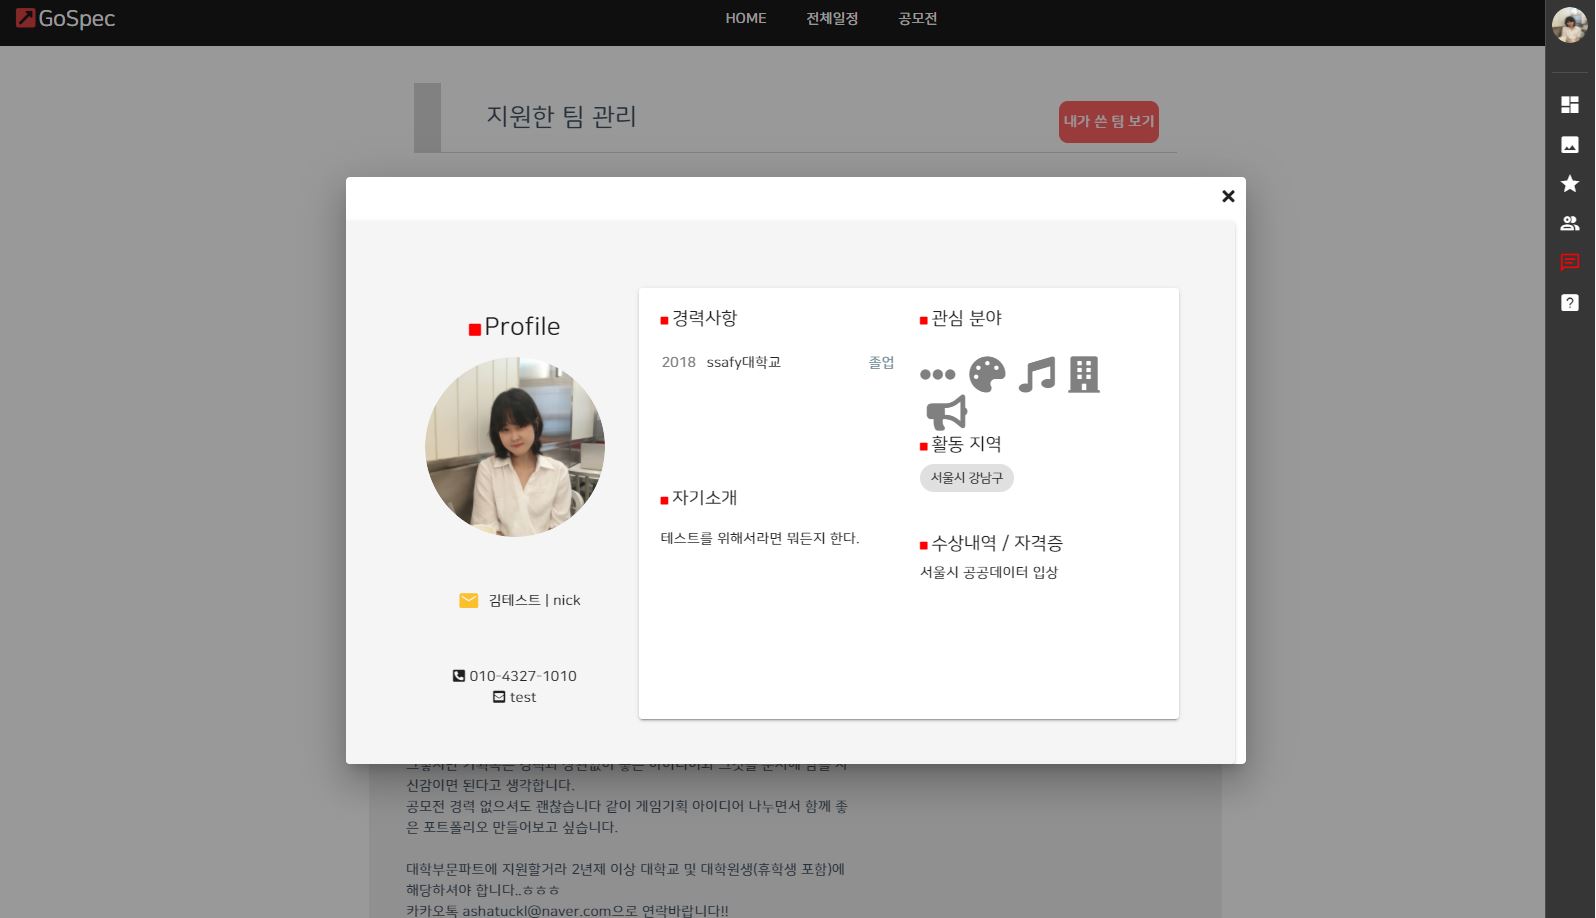 GoSpec
HOME 전체일정 공모전
지원한 팀 관리
내가 쓴 팀 보기
Profile
김테스트 | nick
010-4327-1010
test
경력사항
2018 ssafy대학교 졸업
자기소개
테스트를 위해서라면 뭐든지 한다.
관심 분야
활동 지역
서울시 강남구
수상내역 / 자격증
서울시 공공데이터 입상
신감이면 된다고 생각합니다.
공모전 경력 없으셔도 괜찮습니다 같이 게임기획 아이디어 나누면서 함께 좋
은 포트폴리오 만들어보고 싶습니다.
대학부문파트에 지원할거라 2년제 이상 대학교 및 대학원생(휴학생 포함)에
해당하셔야 합니다..ㅎㅎㅎ
카카오톡 ashatuckl@naver.com으로 연락바랍니다!!